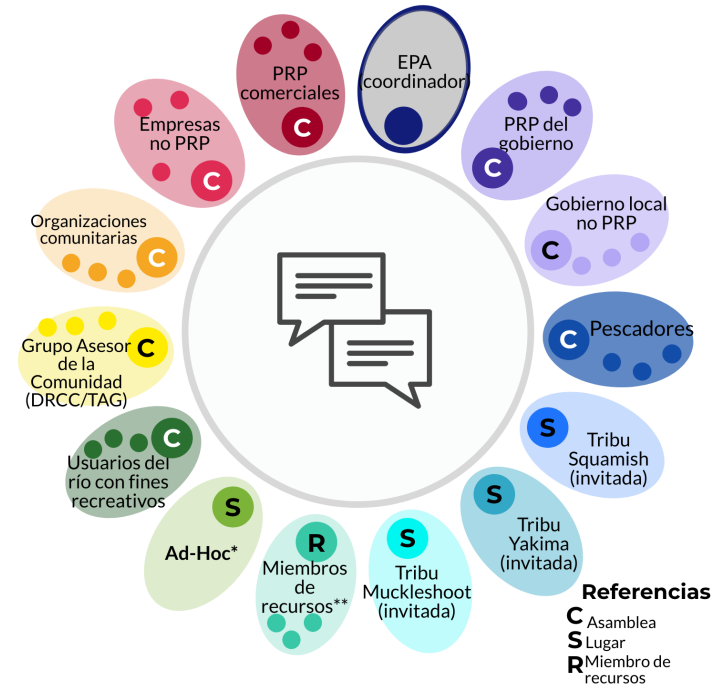 EPA
(coordinador)
PRP del
gobierno
C
Gobierno local
no PRP
C
Pescadores
C
S
Tribu
Squamish
(invitada)
S
Tribu
Yakima
(invitada)
S
Tribu
Muckleshoot
(invitada)
R
Miembros
de
recursos**
S
Ad-Hoc*
C
Usuarios del
río con fines
recreativos
Grupo Asesor
de la
Comunidad
(DRCC/TAG)
C
Organizaciones
comunitarias
C
Empresas
no PRP
C
PRP
comerciales
C
Referencias
C Asamblea
S Lugar
R Miembro de
recursos